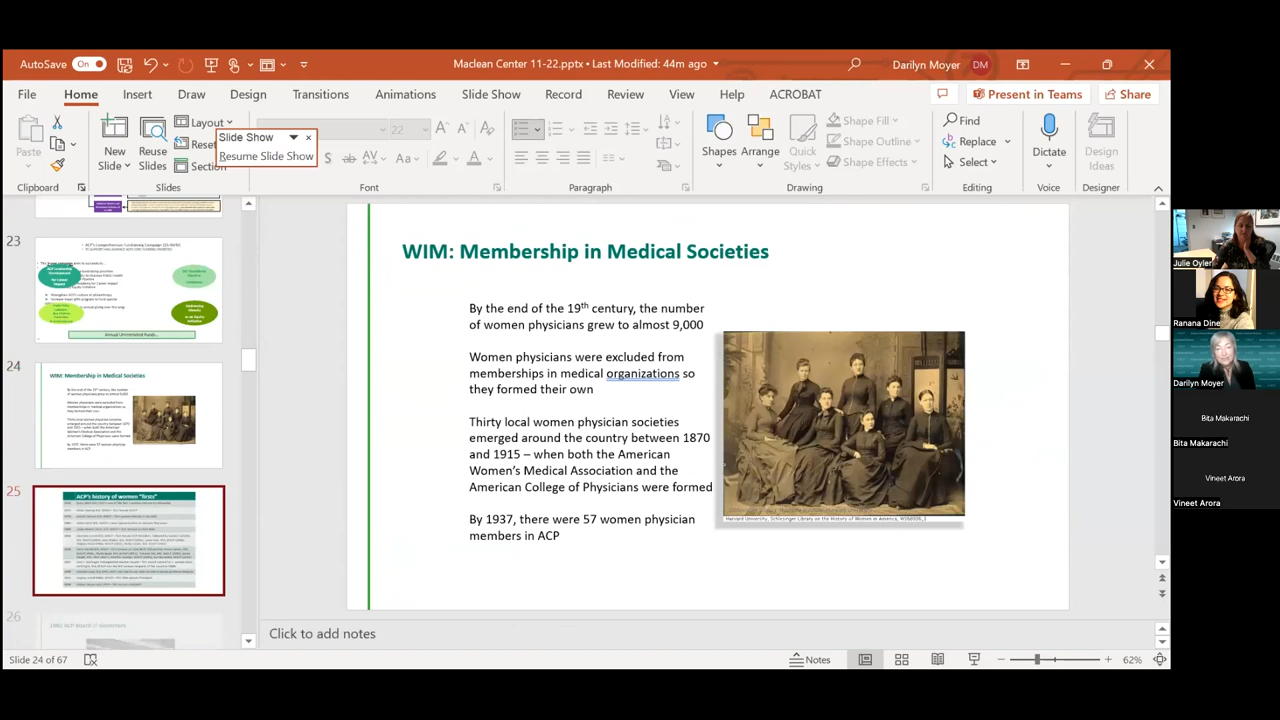 AutoSave On
Maclean Center 11-22.pptx • Last Modified: 44m ago
Darilyn Moyer DM
File Home Insert Draw Design Transitions Animations Slide Show Record Review View Help ACROBAT
Present in Teams Share
Paste
Clipboard
New Slide
Reuse Slides
Layout
Reset
Section
Slides
Slide Show
Resume Slide Show
22
Aa
Font
Paragraph
Shapes
Arrange
Quick Styles
Shape Fill
Shape Outline
Shape Effects
Drawing
Find
Replace
Select
Editing
Dictate
Voice
Design Ideas
Designer
23
Annual Unrestricted Funds...
24
WIM: Membership in Medical Societies
25
ACP's history of women "firsts"
26
WIM: Membership in Medical Societies
By the end of the 19th century, the number
of women physicians grew to almost 9,000
Women physicians were excluded from
memberships in medical organizations so
they formed their own
Thirty local women physician societies
emerged around the country between 1870
and 1915 – when both the American
Women's Medical Association and the
American College of Physicians were formed
By 1937, there were 57 women physician
members in ACP
Click to add notes
Slide 24 of 67
Notes
62%
Julie Oyler
Ranana Dine
Darilyn Moyer
Bita Makarachi
Bita Makarachi
Vineet Arora
Vineet Arora